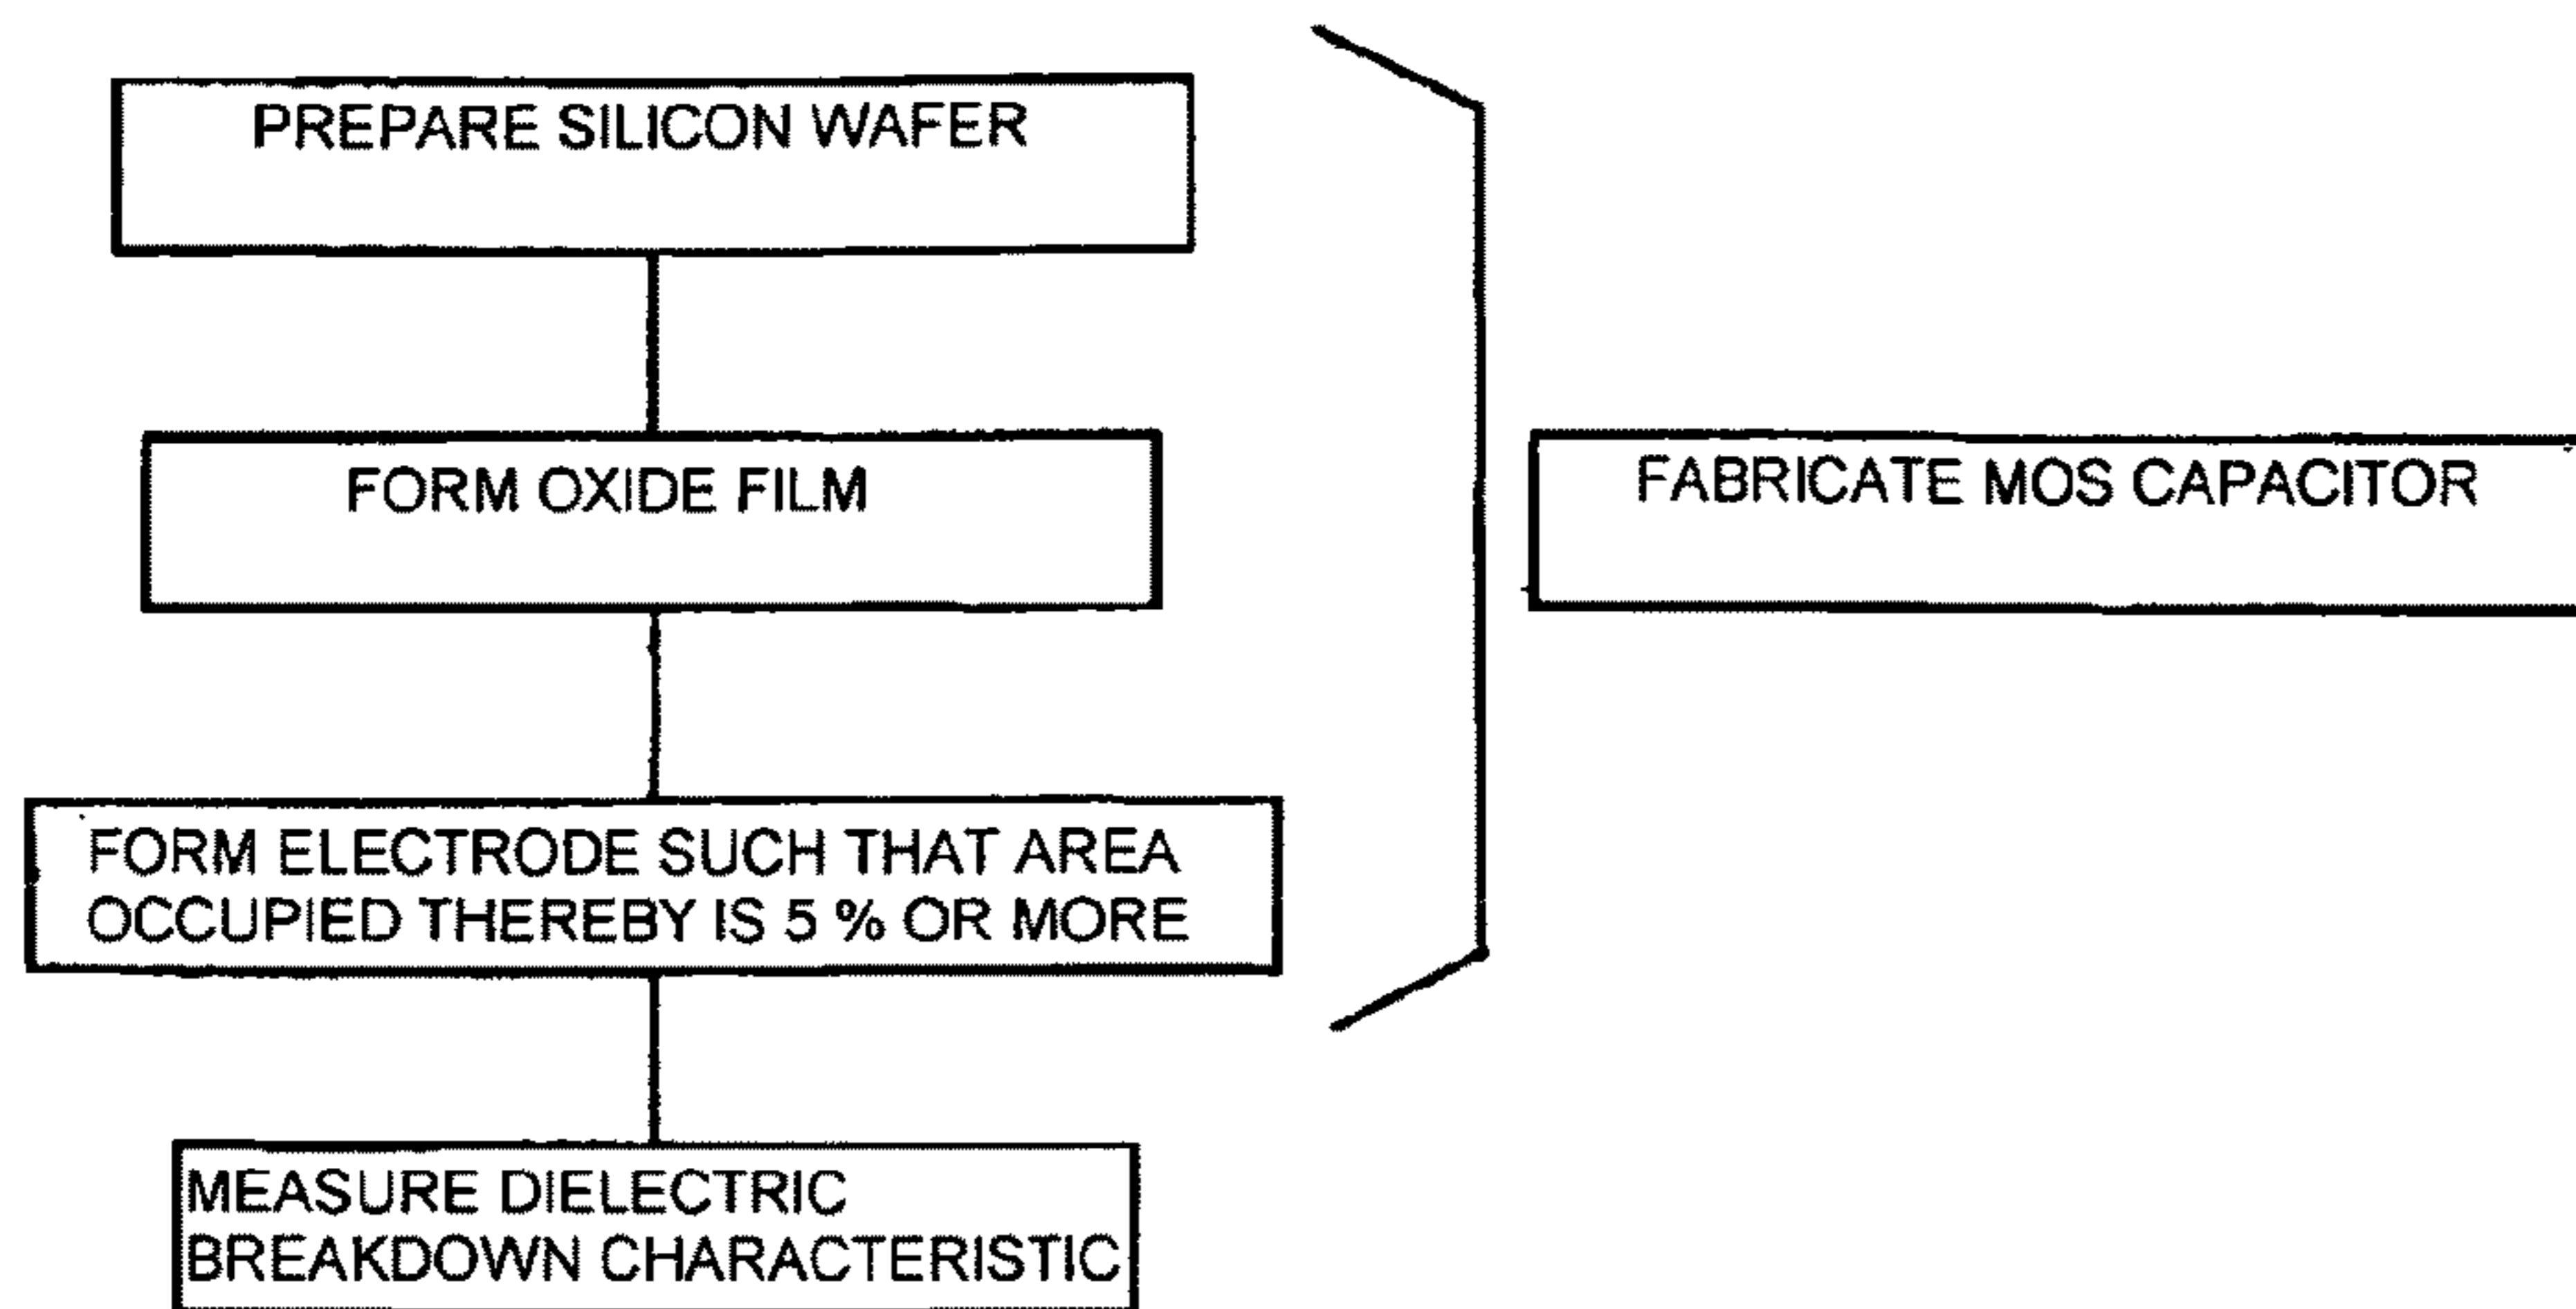 PREPARE SILICON WAFER
FORM OXIDE FILM
FABRICATE MOS CAPACITOR
FORM ELECTRODE SUCH THAT AREA
OCCUPIED THEREBY IS 5 % OR MORE
MEASURE DIELECTRIC
BREAKDOWN CHARACTERISTIC